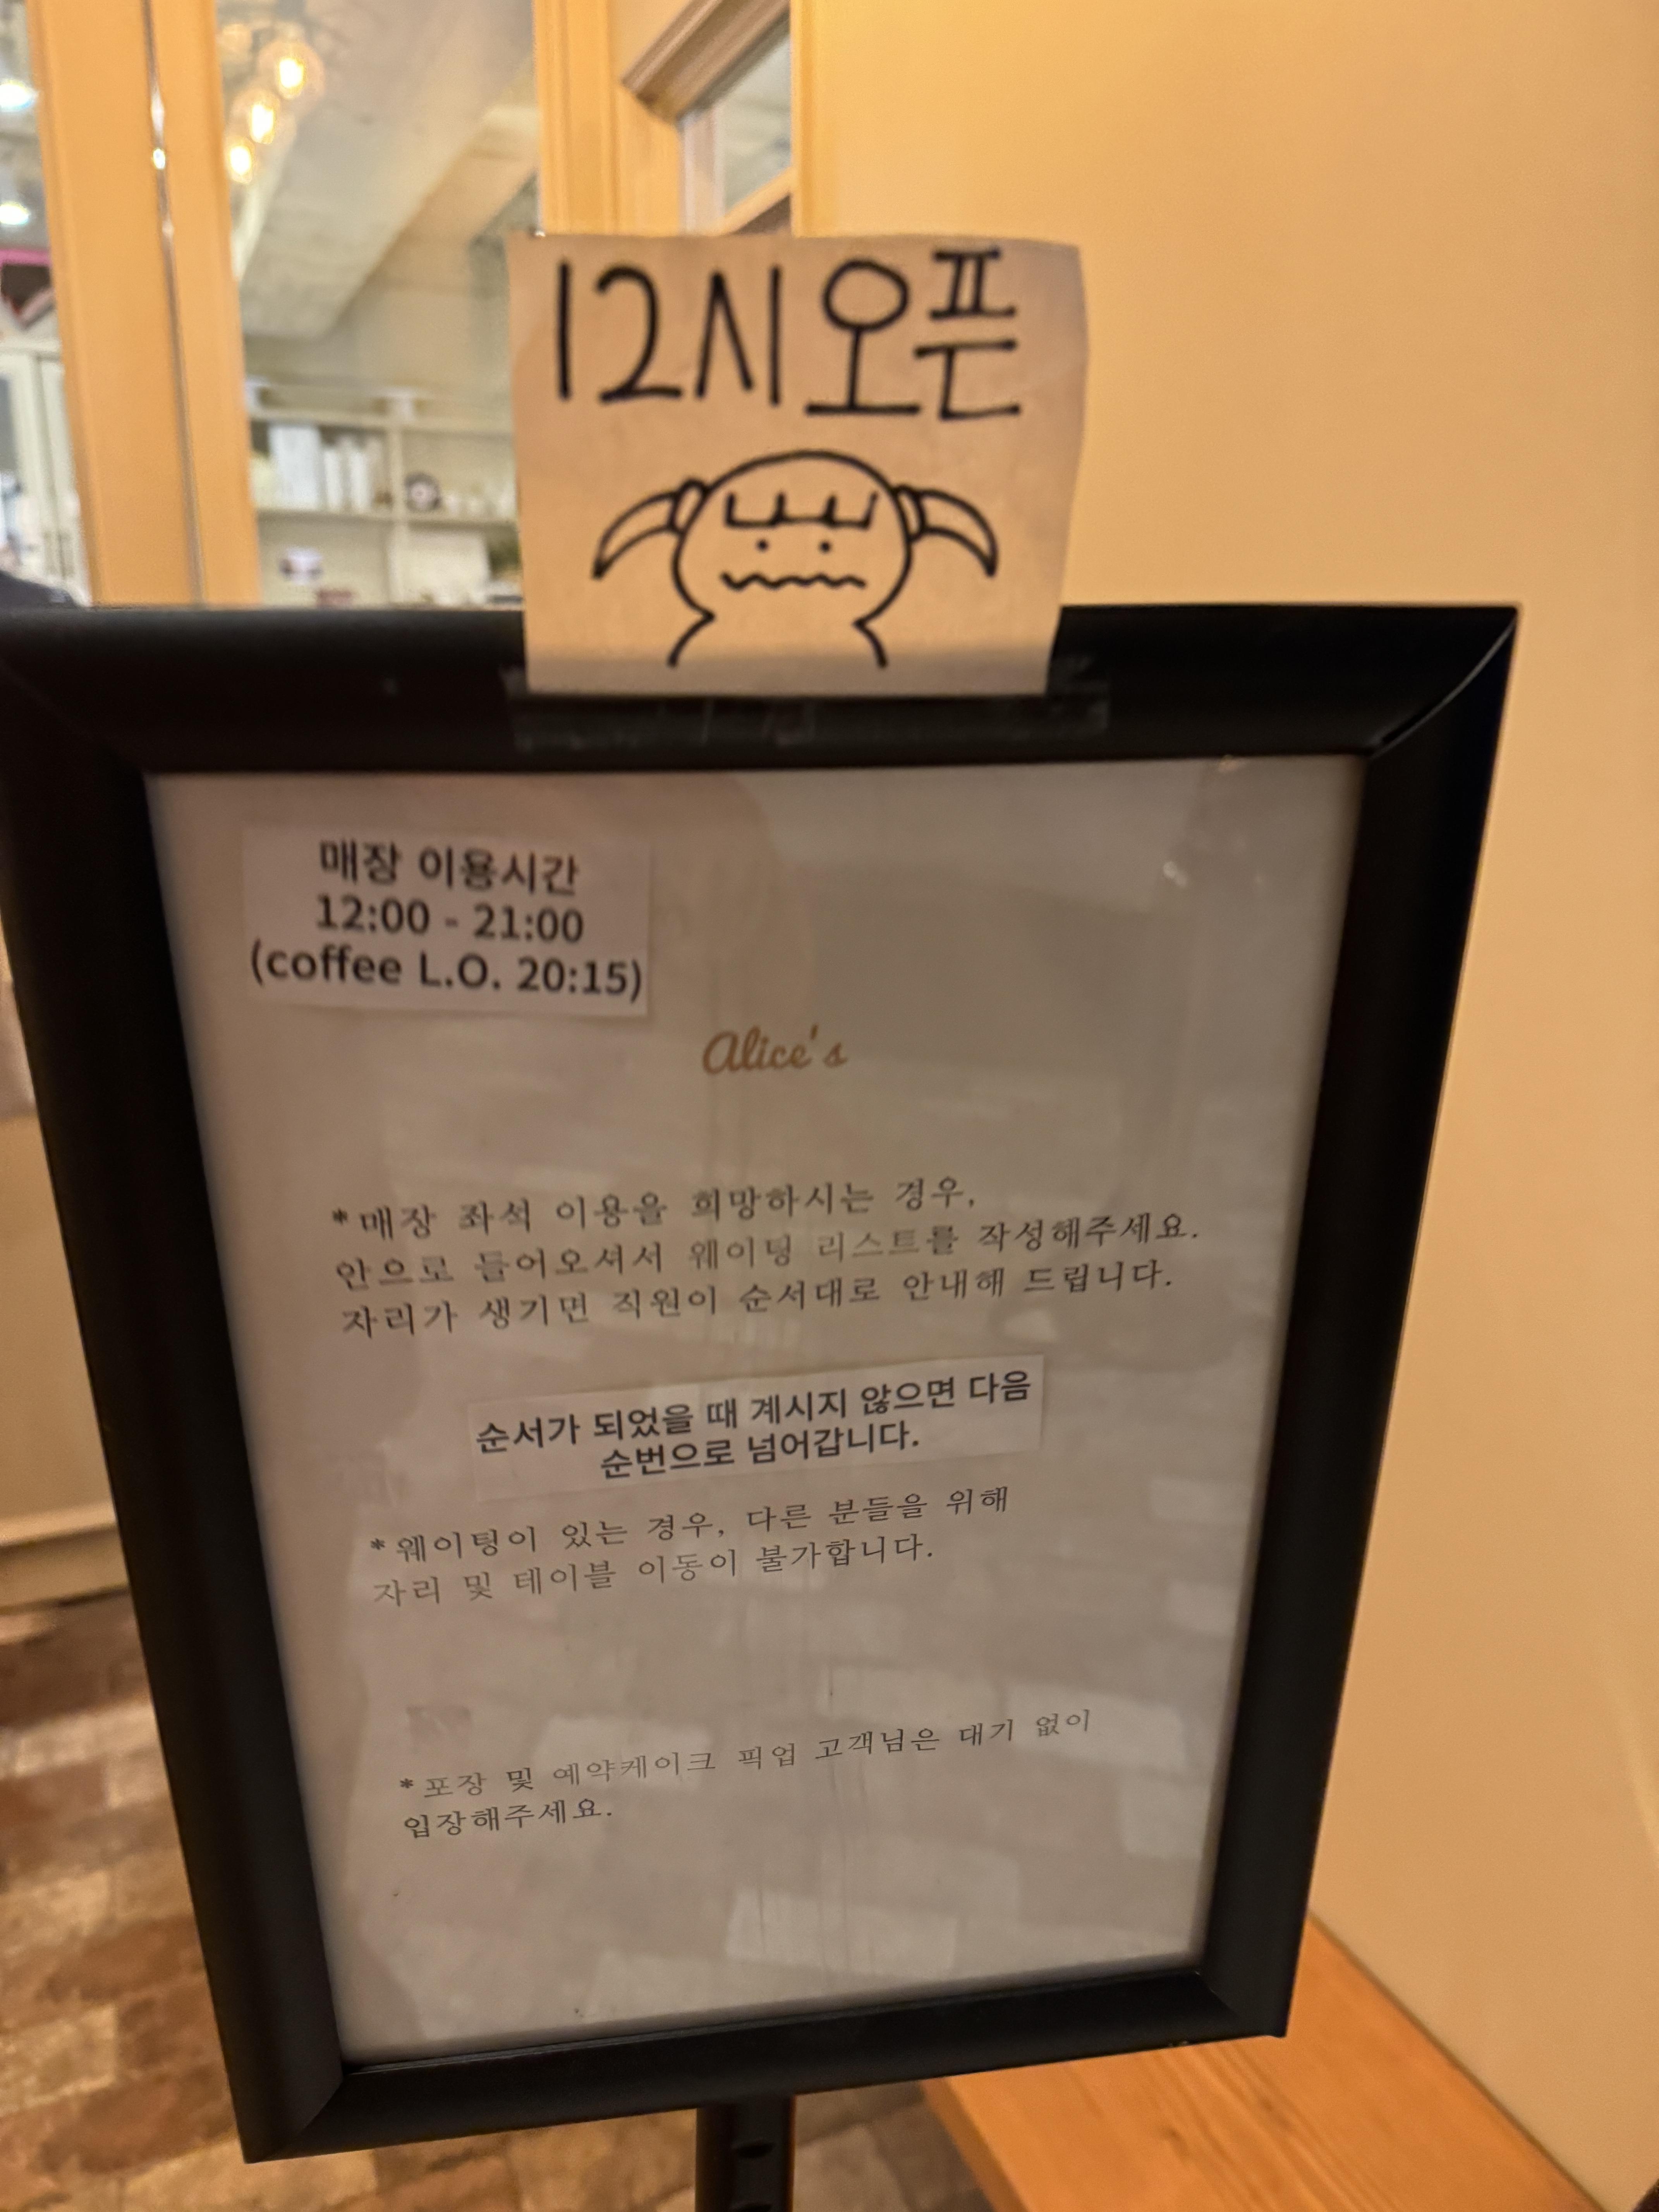 12시오픈
매장 이용시간
12:00 - 21:00
(coffee L.O. 20:15)
Alice's
*매장 좌석 이용을 희망하시는 경우,
안으로 들어오셔서 웨이팅 리스트를 작성해주세요.
자리가 생기면 직원이 순서대로 안내해 드립니다.
순서가 되었을 때 계시지 않으면 다음
순번으로 넘어갑니다.
*웨이팅이 있는 경우, 다른 분들을 위해
자리 및 테이블 이동이 불가합니다.
*포장 및 예약케이크 픽업 고객님은 대기 없이
입장해주세요.